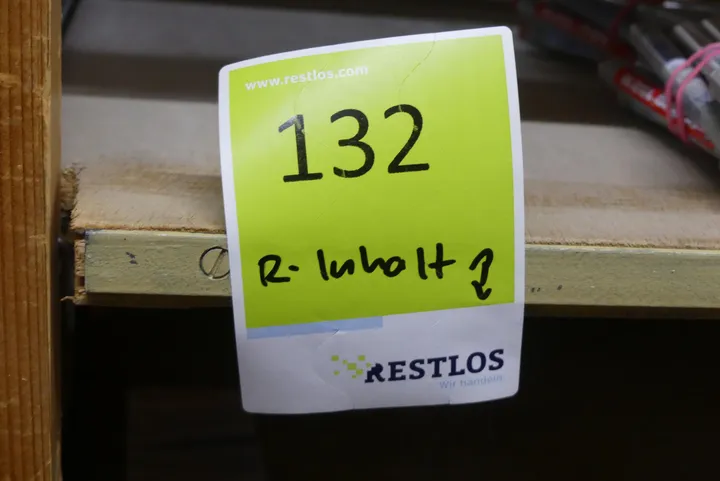 www.restlos.com
132
R- Inhalt
RESTLOS
Wir handeln